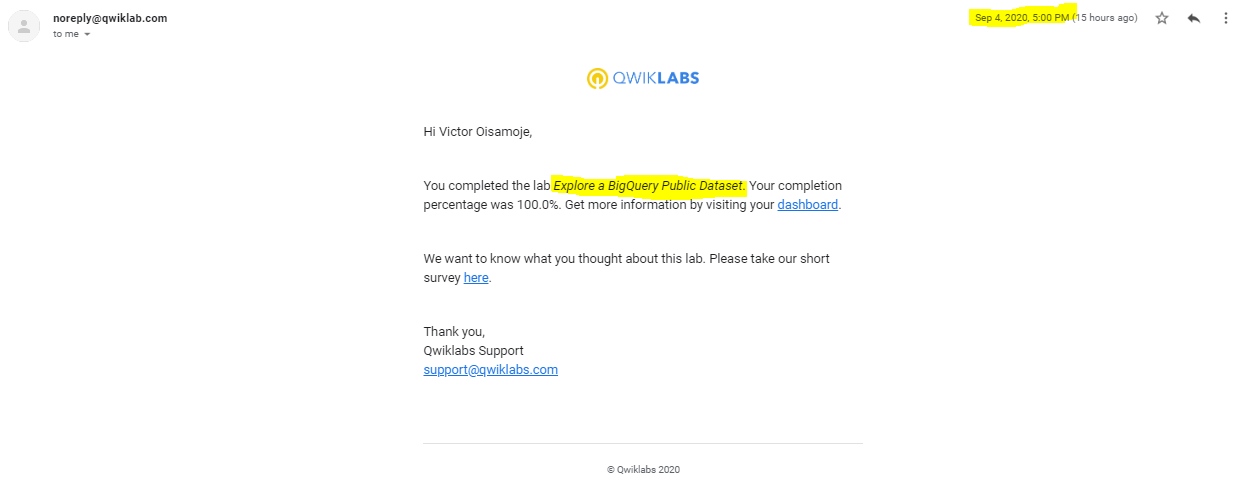 noreply@qwiklab.com
Sep 4, 2020, 5:00 PM (15 hours ago)
to me
QWIKLABS
Hi Victor Oisamoje,
You completed the lab Explore a BigQuery Public Dataset. Your completion
percentage was 100.0%. Get more information by visiting your dashboard.
We want to know what you thought about this lab. Please take our short
survey here.
Thank you,
Qwiklabs Support
support@qwiklabs.com
© Qwiklabs 2020